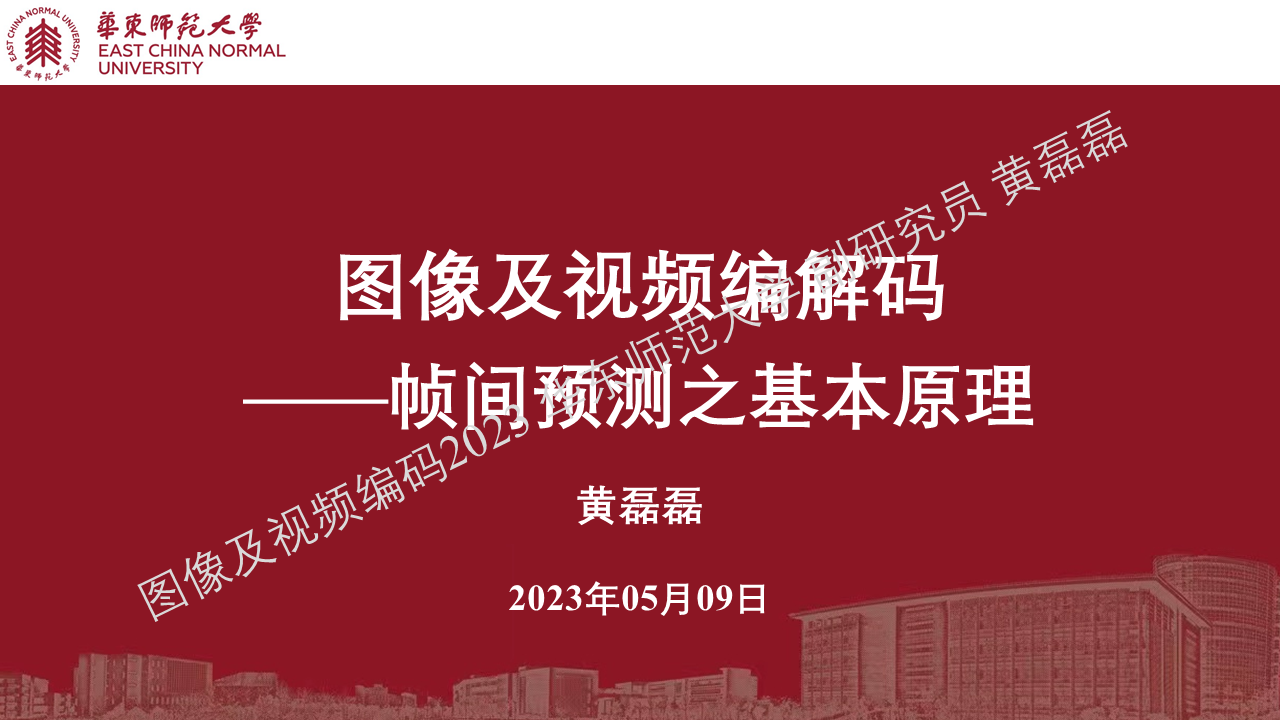 EAST CHINA NORMAL UNIVERSITY
華東師范大學
華東師范大學
EAST CHINA NORMAL
UNIVERSITY
图像及视频编解码
——帧间预测之基本原理
黄磊磊
2023年05月09日
图像及视频编码2023 华东师范大学 副研究员 黄磊磊